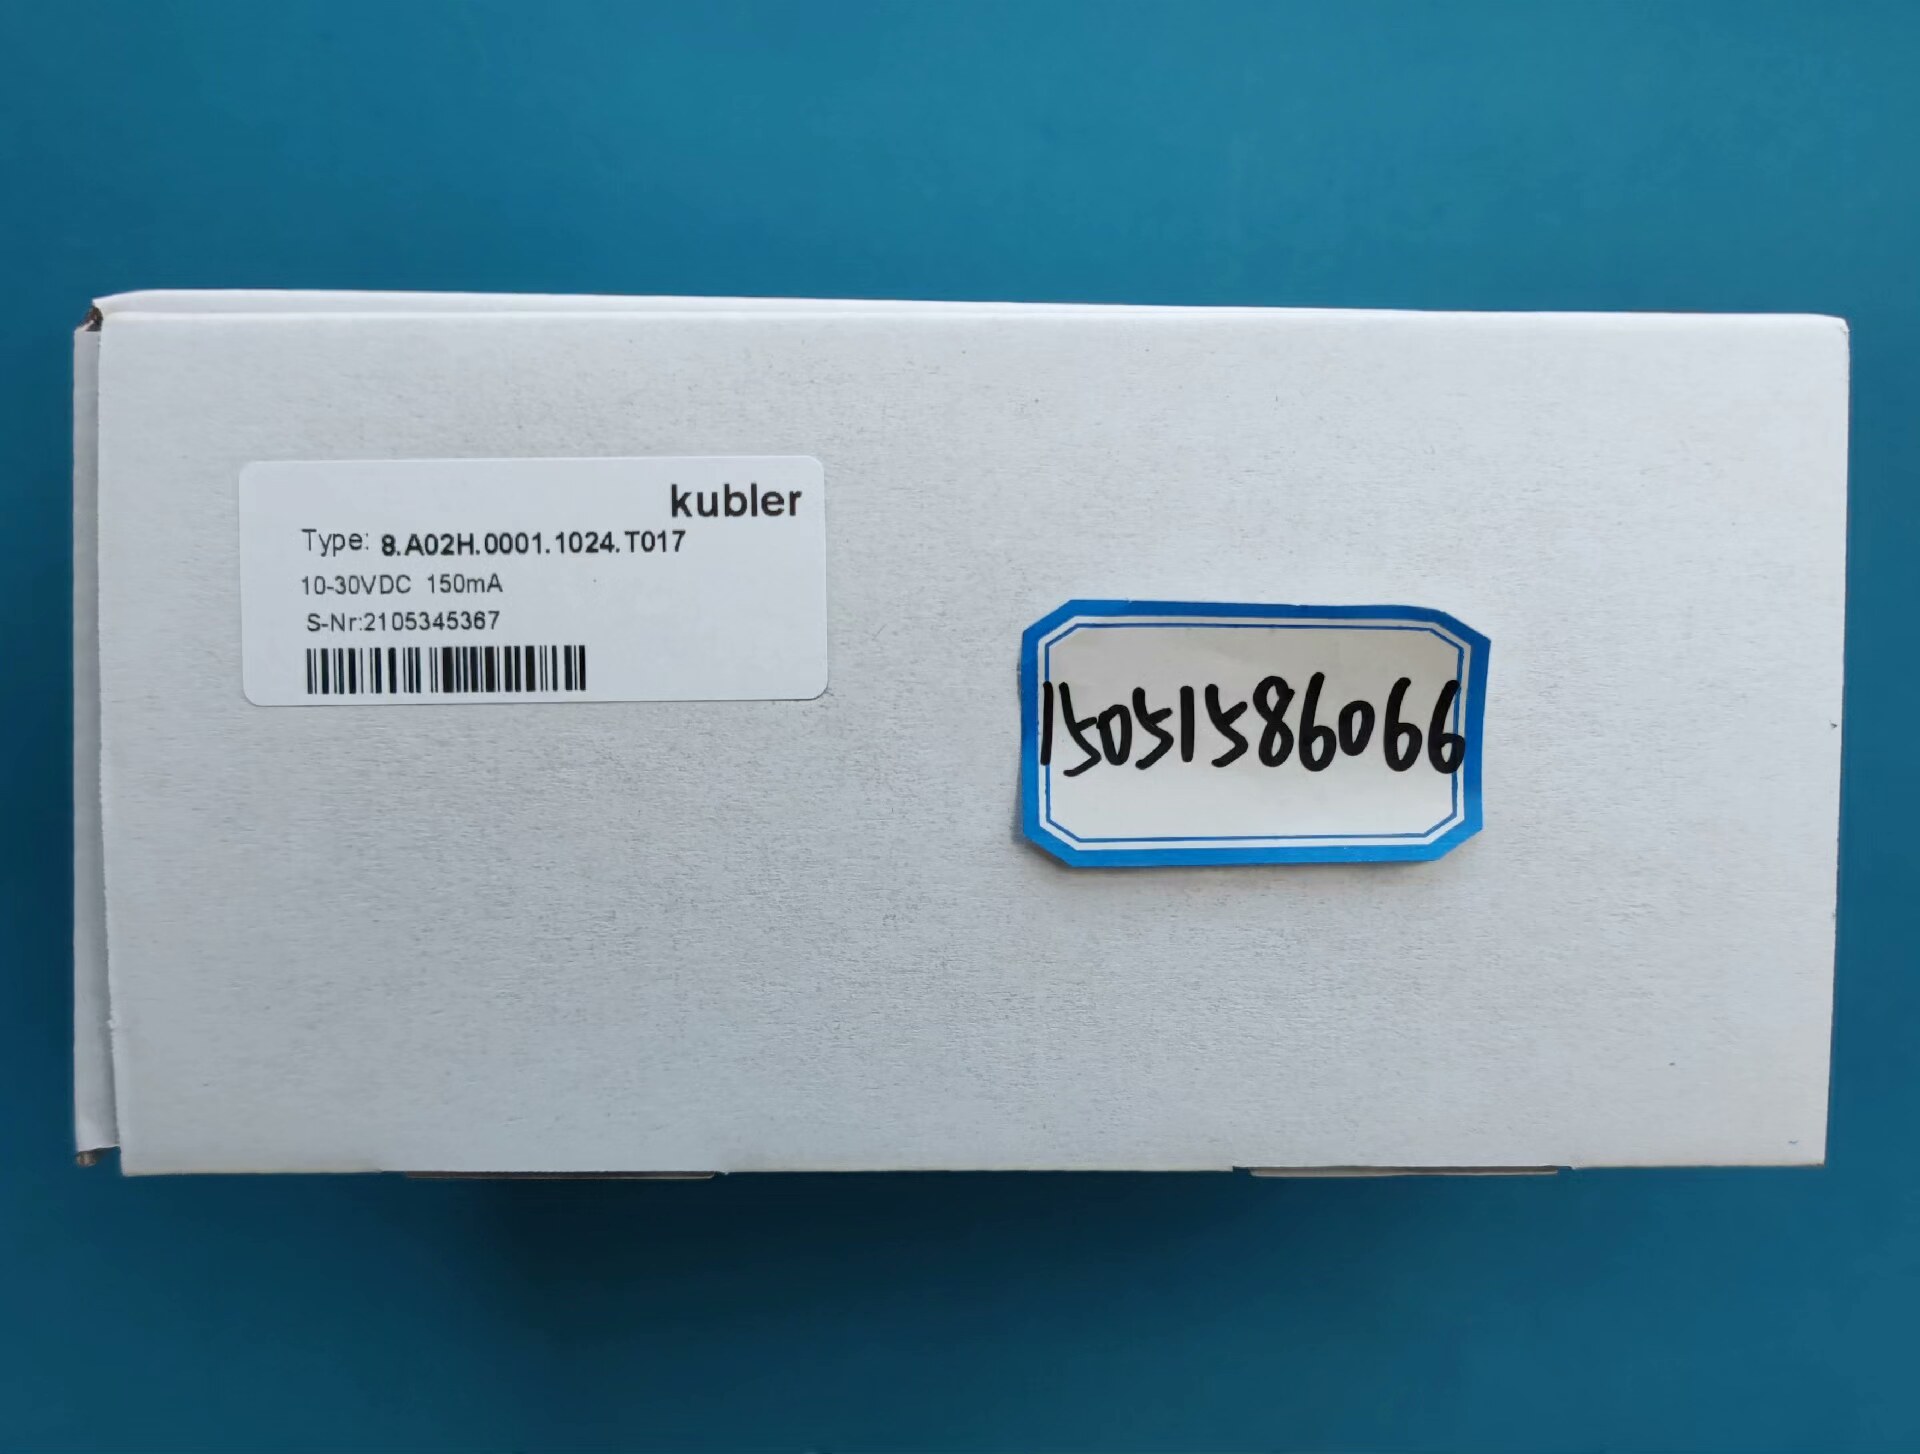 kubler
Type: 8.A02H.0001.1024.T017
10-30VDC 150mA
S-Nr:2105345367
15051586066